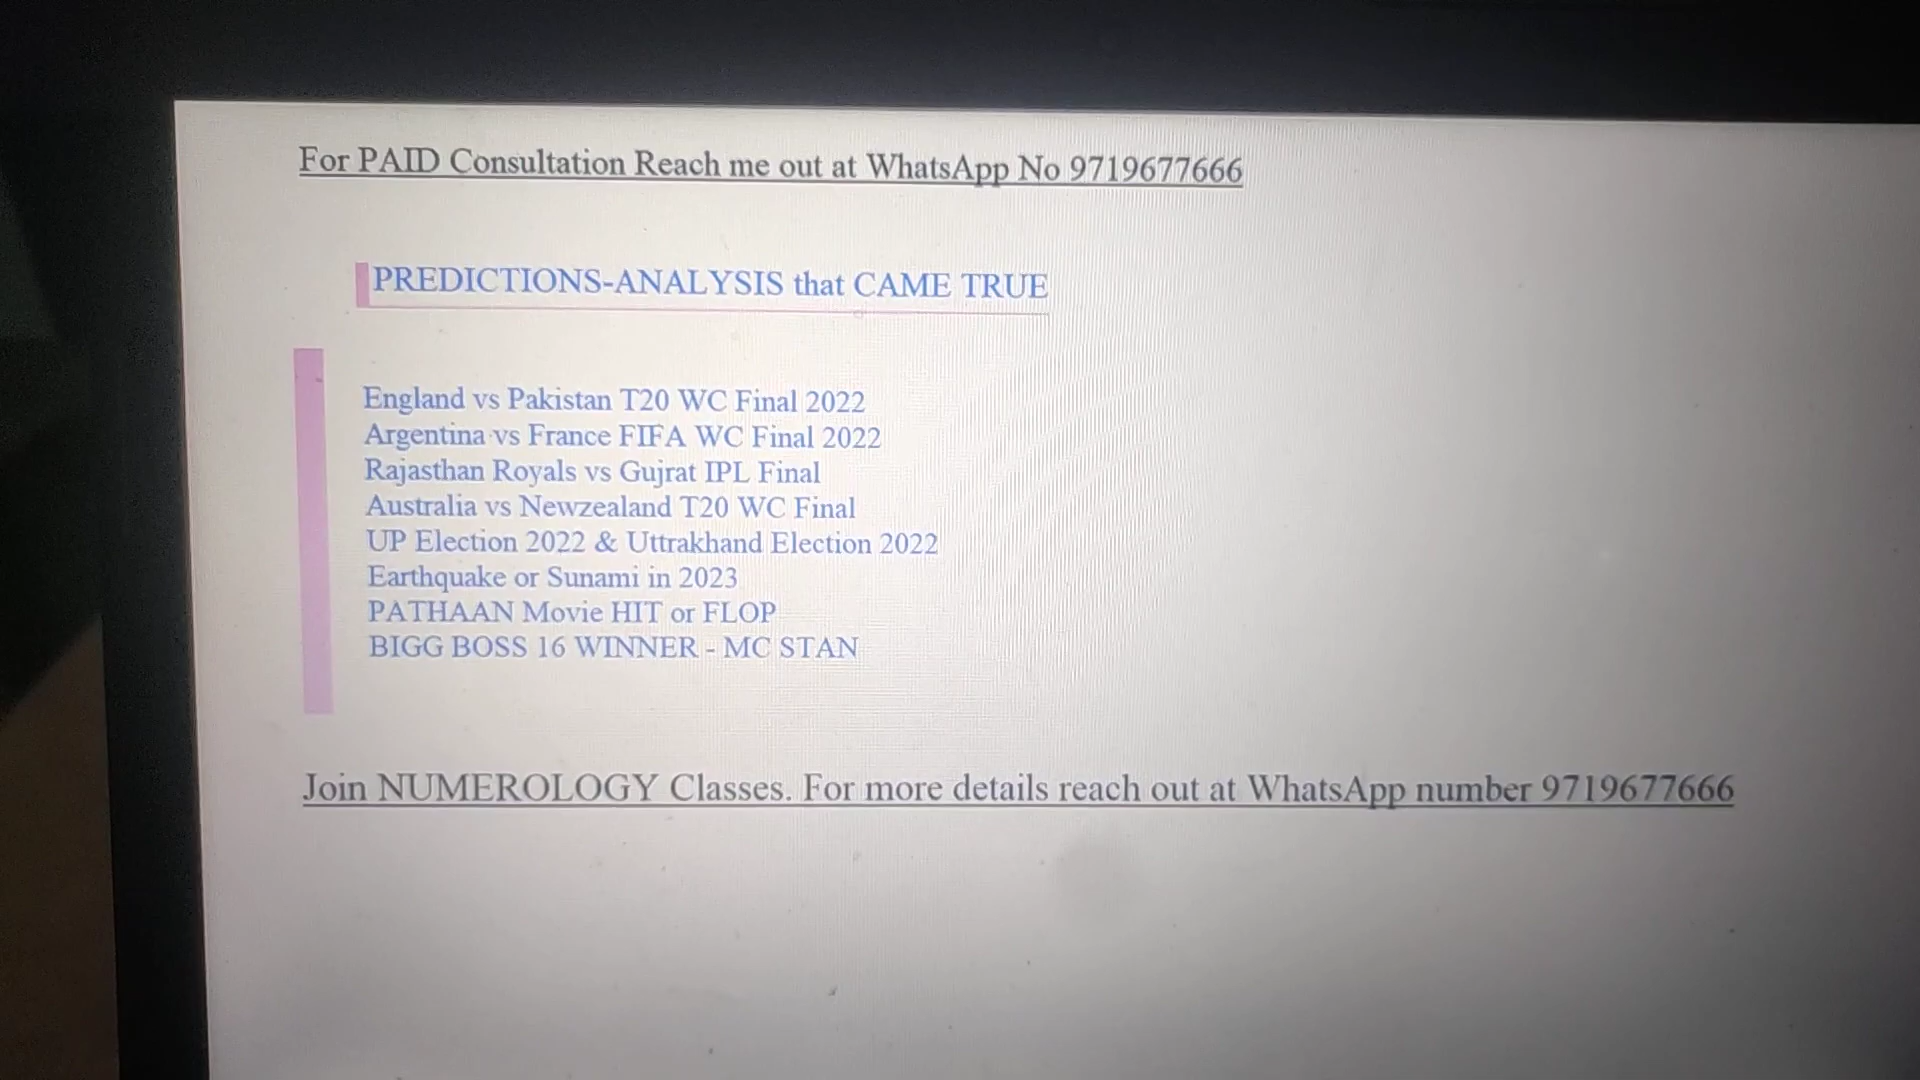 For PAID Consultation Reach me out at WhatsApp No 9719677666
PREDICTIONS-ANALYSIS that CAME TRUE
England vs Pakistan T20 WC Final 2022
Argentina vs France FIFA WC Final 2022
Rajasthan Royals vs Gujrat IPL Final
Australia vs Newzealand T20 WC Final
UP Election 2022 & Uttrakhand Election 2022
Earthquake or Sunami in 2023
PATHAAN Movie HIT or FLOP
BIGG BOSS 16 WINNER - MC STAN
Join NUMEROLOGY Classes. For more details reach out at WhatsApp number 9719677666